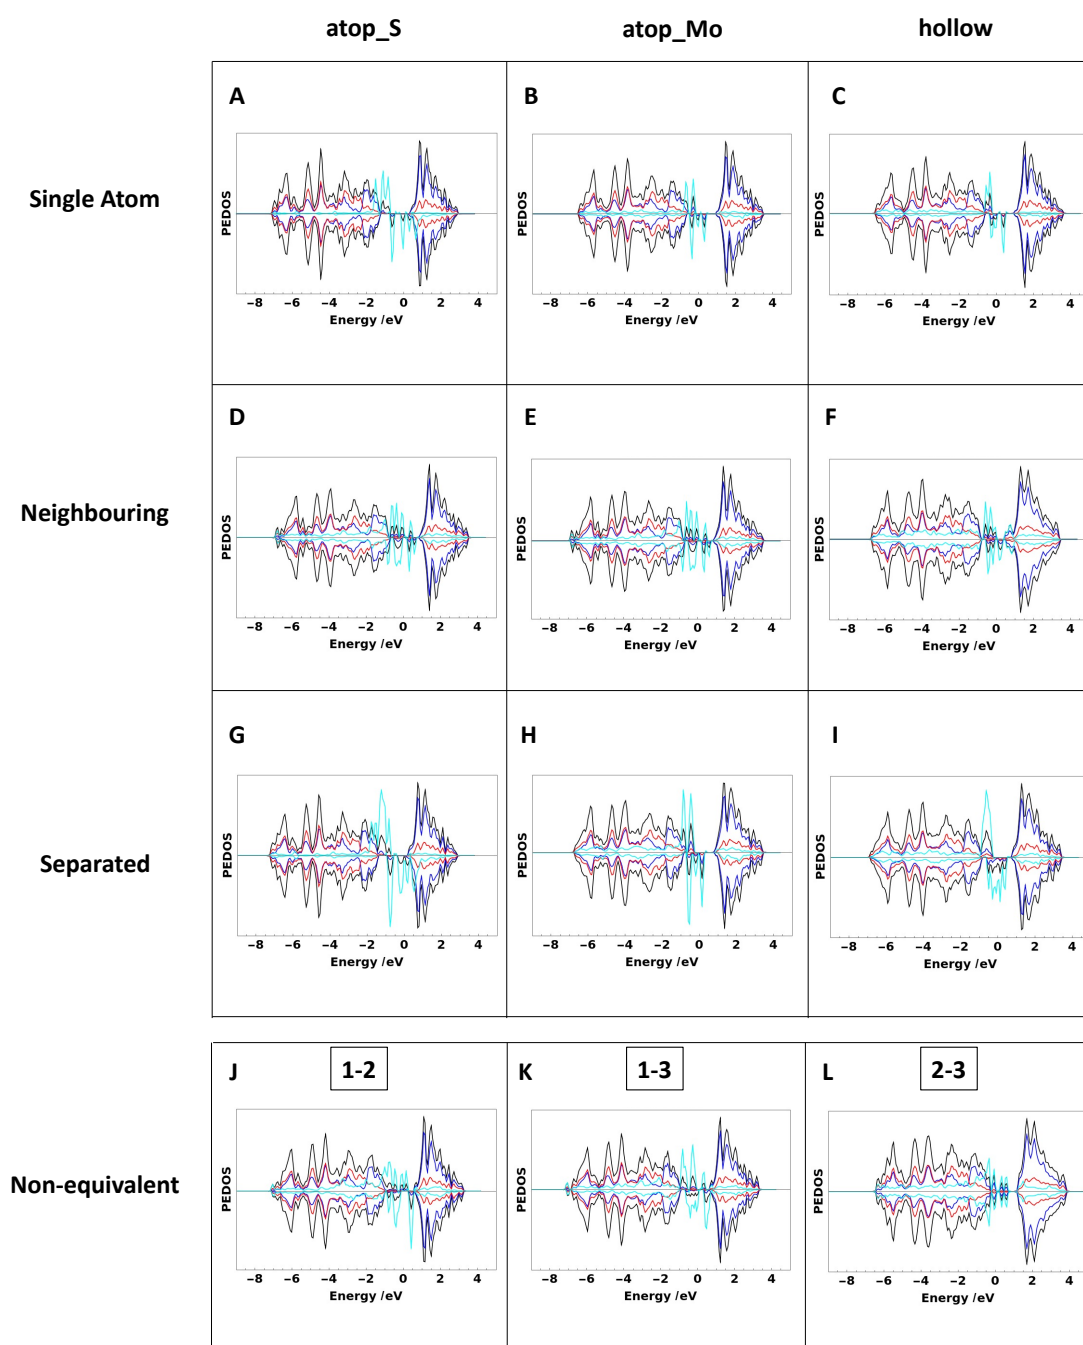 atop_S atop_Mo hollow
Single Atom
A B C
PEDOS PEDOS PEDOS
−8 −6 −4 −2 0 2 4 −8 −6 −4 −2 0 2 4 −8 −6 −4 −2 0 2 4
Energy /eV Energy /eV Energy /eV
Neighbouring
D E F
PEDOS PEDOS PEDOS
−8 −6 −4 −2 0 2 4 −8 −6 −4 −2 0 2 4 −8 −6 −4 −2 0 2 4
Energy /eV Energy /eV Energy /eV
Separated
G H I
PEDOS PEDOS PEDOS
−8 −6 −4 −2 0 2 4 −8 −6 −4 −2 0 2 4 −8 −6 −4 −2 0 2 4
Energy /eV Energy /eV Energy /eV
Non-equivalent
J 1-2 K 1-3 L 2-3
PEDOS PEDOS PEDOS
−8 −6 −4 −2 0 2 4 −8 −6 −4 −2 0 2 4 −8 −6 −4 −2 0 2 4
Energy /eV Energy /eV Energy /eV